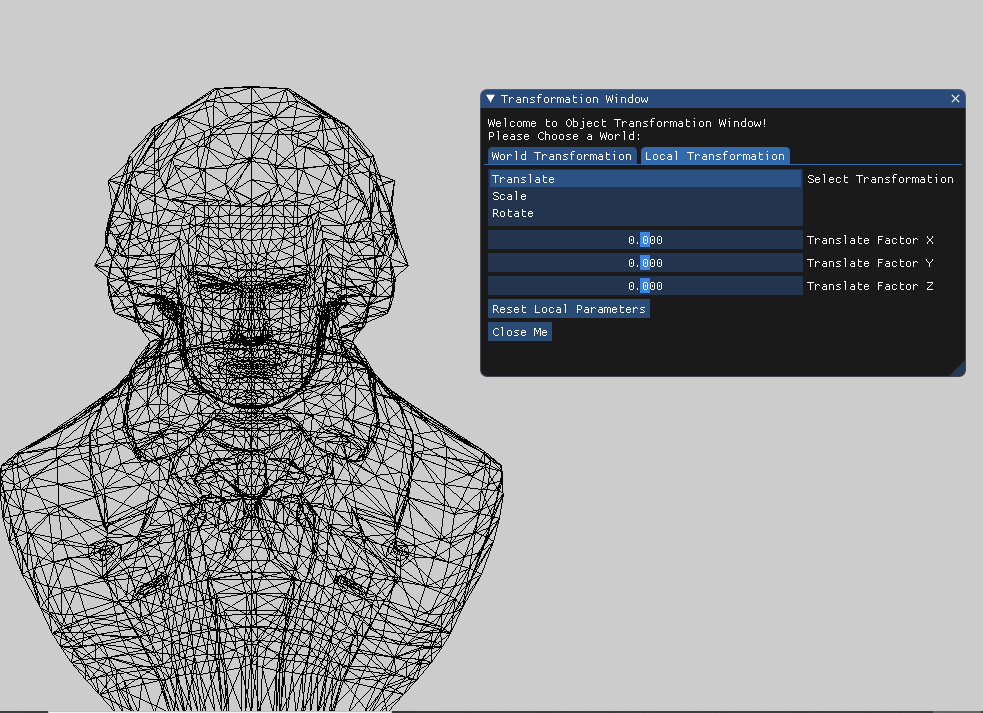 Transformation Window
Welcome to Object Transformation Window!
Please Choose a World:
World Transformation Local Transformation
Translate Select Transformation
Scale
Rotate
0.000 Translate Factor X
0.000 Translate Factor Y
0.000 Translate Factor Z
Reset Local Parameters
Close Me